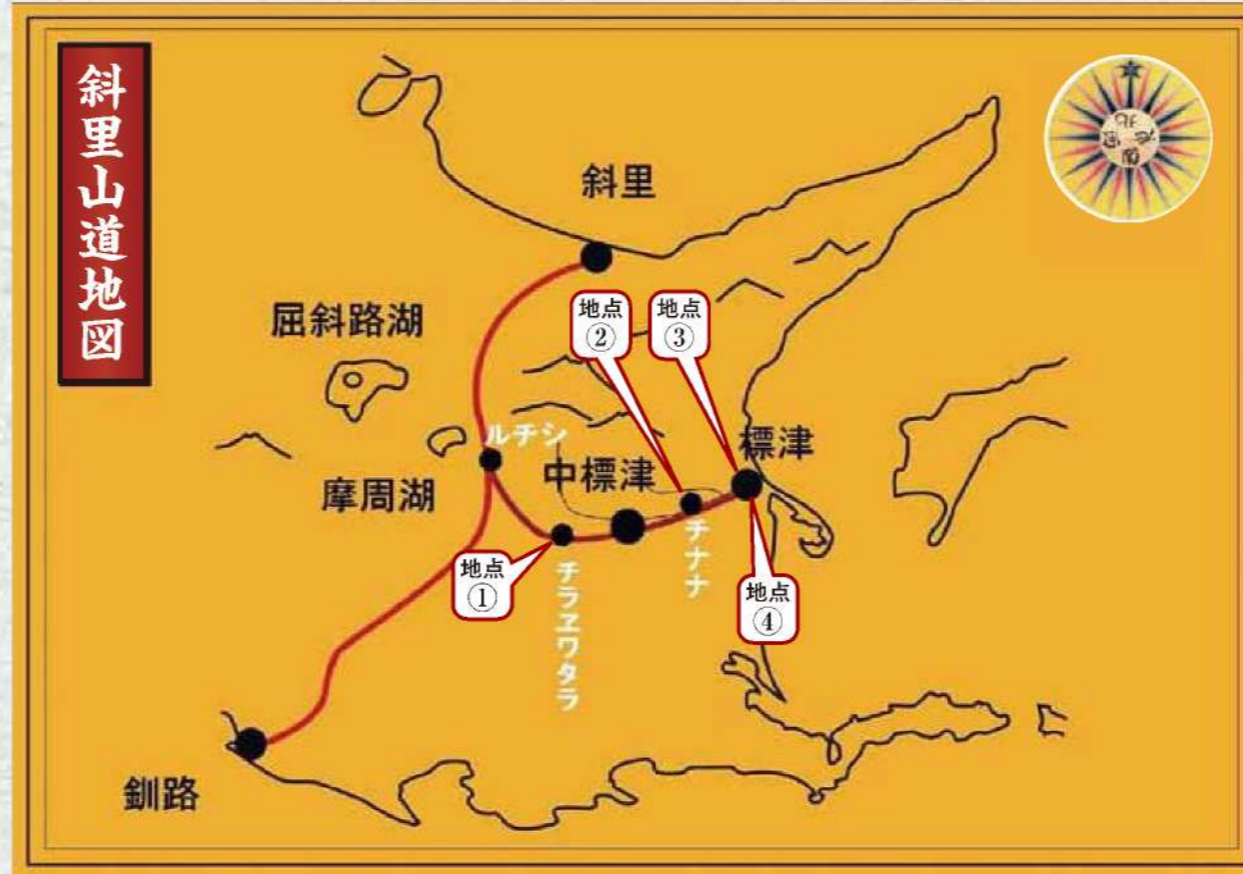 斜里山道地図
斜里
屈斜路湖
地点
②
地点
③
ルチシ
摩周湖
中標津
標津
チナナ
地点
①
チラヱワタラ
地点
④
釧路
北